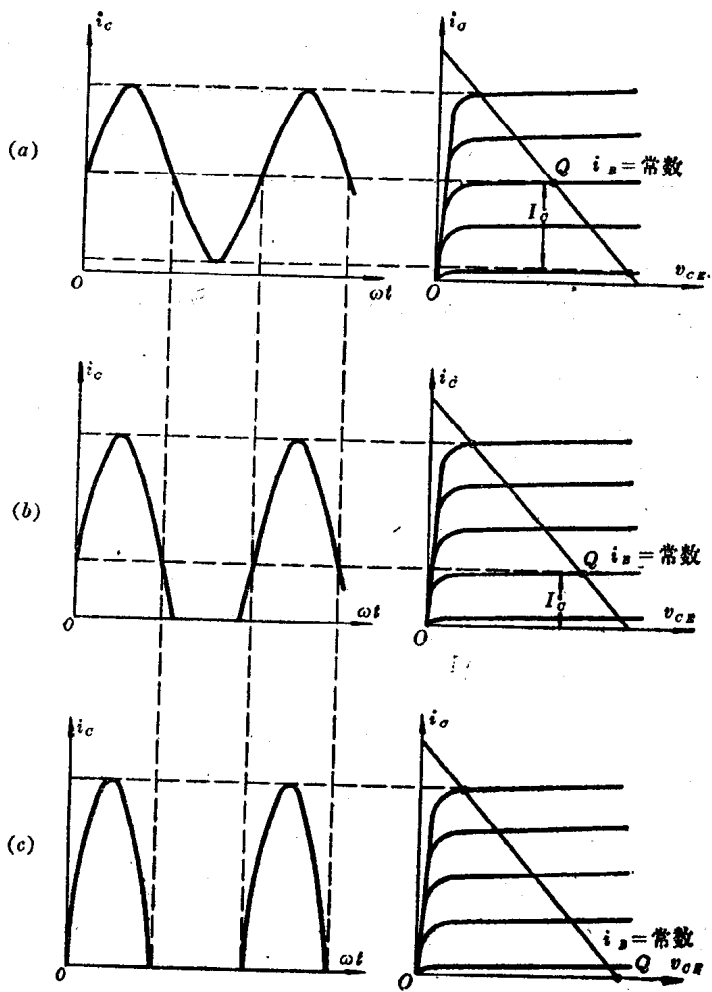 (a)
i_c
O
ωt
i_c
Q i_B=常数
I_Q
v_CE
O
(b)
i_c
O
ωt
i_c
Q i_B=常数
I_Q
v_CE
O
(c)
i_c
O
ωt
i_c
i_B=常数
Q v_CE
O